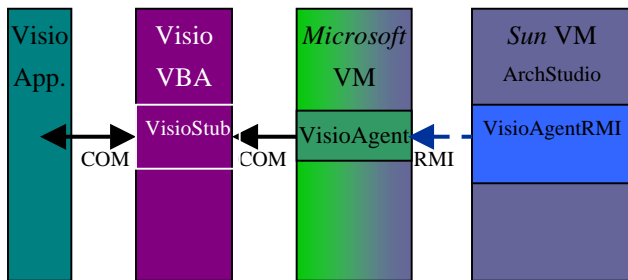 Visio
App.
Visio
VBA
VisioStub
Microsoft
VM
VisioAgent
Sun VM
ArchStudio
VisioAgentRMI
COM
COM
RMI